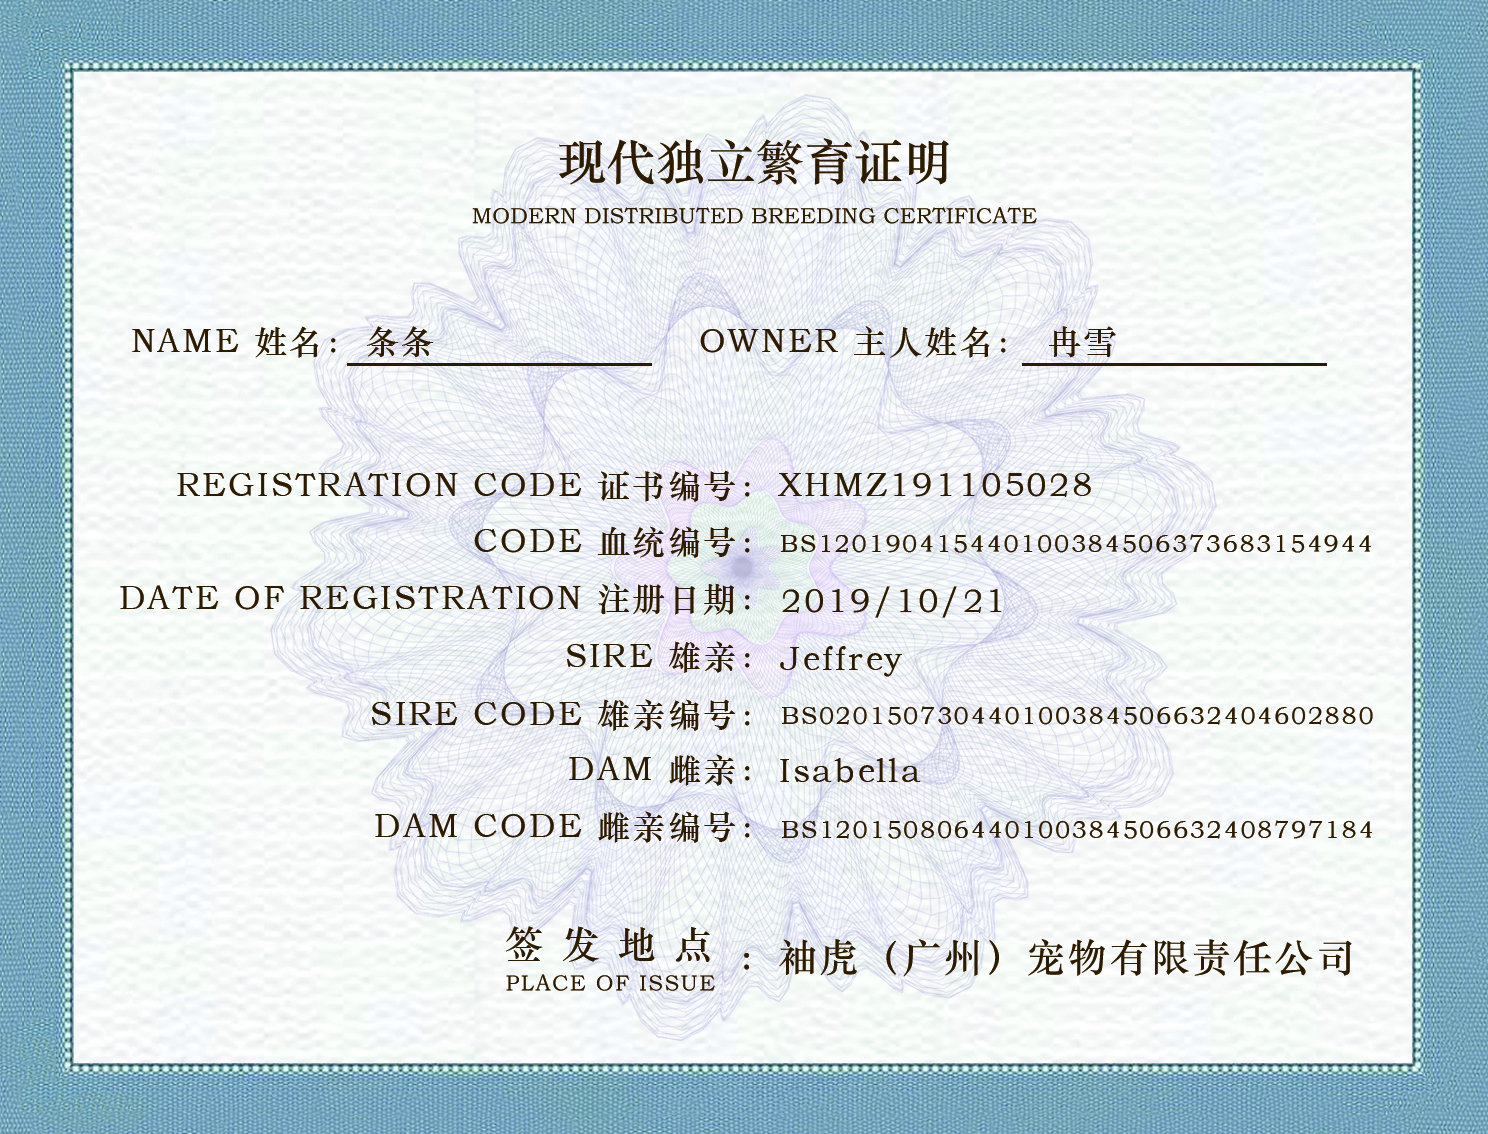 现代独立繁育证明
MODERN DISTRIBUTED BREEDING CERTIFICATE
NAME 姓名： 条条 OWNER 主人姓名： 冉雪
REGISTRATION CODE 证书编号： XHMZ191105028
CODE 血统编号： BS12019041544010038450637368315494​4
DATE OF REGISTRATION 注册日期： 2019/10/21
SIRE 雄亲： Jeffrey
SIRE CODE 雄亲编号： BS020150730440100384506632404602880
DAM 雌亲： Isabella
DAM CODE 雌亲编号： BS120150806440100384506632408797184
签发地点 ： 袖虎（广州）宠物有限责任公司
PLACE OF ISSUE